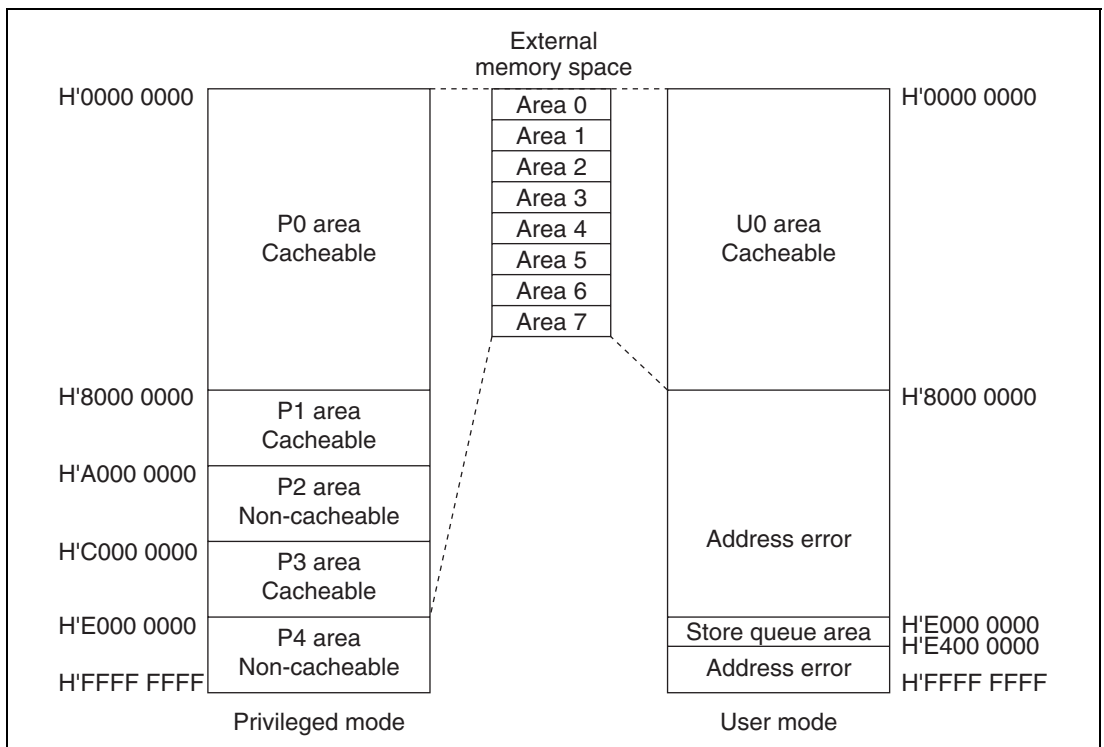 External
memory space
H'0000 0000
Area 0
H'0000 0000
Area 1
Area 2
Area 3
P0 area
Cacheable
Area 4
U0 area
Cacheable
Area 5
Area 6
Area 7
H'8000 0000
H'8000 0000
P1 area
Cacheable
H'A000 0000
P2 area
Non-cacheable
H'C000 0000
P3 area
Cacheable
Address error
H'E000 0000
P4 area
Non-cacheable
Store queue area
H'E000 0000
H'E400 0000
Address error
H'FFFF FFFF
H'FFFF FFFF
Privileged mode
User mode